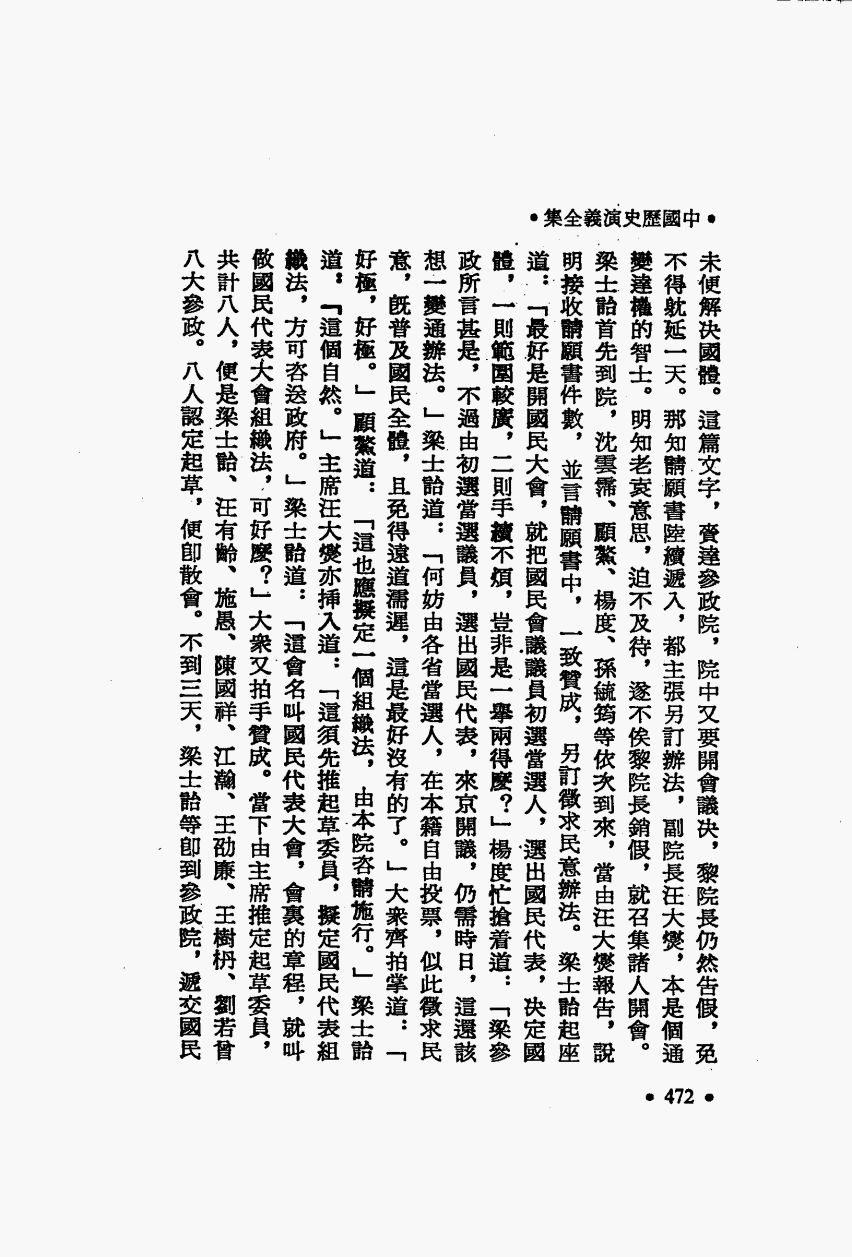 •中國歷史演義全集•
未便解決國體。這篇文字，賫達參政院，院中又要開會議決，黎院長仍然告假，免
不得躭延一天。那知請願書陸續遞入，都主張另訂辦法，副院長汪大燮，本是個通
變達權的智士。明知老袁意思，迫不及待，遂不俟黎院長銷假，就召集諸人開會。
梁士詒首先到院，沈雲霈、顧鰲、楊度、孫毓筠等依次到來，當由汪大燮報告，說
明接收請願書件數，並言請願書中，一致贊成，另訂徵求民意辦法。梁士詒起座
道：「最好是開國民大會，就把國民會議議員初選當選人，選出國民代表，決定國
體，一則範圍較廣，二則手續不煩，豈非是一舉兩得麼？」楊度忙搶着道：「梁參
政所言甚是，不過由初選當選議員，選出國民代表，來京開議，仍需時日，這還該
想一變通辦法。」梁士詒道：「何妨由各省當選人，在本籍自由投票，似此徵求民
意，旣普及國民全體，且免得遠道濡遲，這是最好沒有的了。」大衆齊拍掌道：「
好極，好極。」顧鰲道：「這也應擬定一個組織法，由本院咨請施行。」梁士詒
道：「這個自然。」主席汪大燮亦挿入道：「這須先推起草委員，擬定國民代表組
織法，方可咨送政府。」梁士詒道：「這會名叫國民代表大會，會裏的章程，就叫
做國民代表大會組織法，可好麼？」大衆又拍手贊成。當下由主席推定起草委員，
共計八人，便是梁士詒、汪有齡、施愚、陳國祥、江瀚、王劭廉、王樹枏、劉若曾
八大參政。八人認定起草，便卽散會。不到三天，梁士詒等卽到參政院，遞交國民
•472•